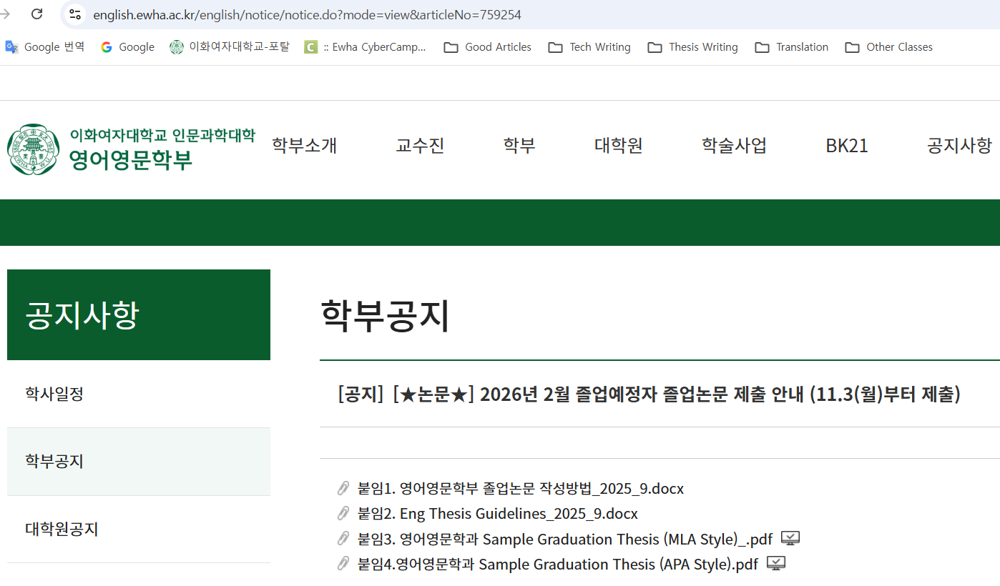 english.ewha.ac.kr/english/notice/notice.do?mode=view&articleNo=759254
Google 번역 Google 이화여자대학교-포탈 C :: Ewha CyberCamp... Good Articles Tech Writing Thesis Writing Translation Other Classes
이화여자대학교 인문과학대학
영어영문학부
학부소개 교수진 학부 대학원 학술사업 BK21 공지사항
공지사항
학사일정
학부공지
대학원공지
학부공지
[공지] [★논문★] 2026년 2월 졸업예정자 졸업논문 제출 안내 (11.3(월)부터 제출)
붙임1. 영어영문학부 졸업논문 작성방법_2025_9.docx
붙임2. Eng Thesis Guidelines_2025_9.docx
붙임3. 영어영문학과 Sample Graduation Thesis (MLA Style)_.pdf
붙임4.영어영문학과 Sample Graduation Thesis (APA Style).pdf